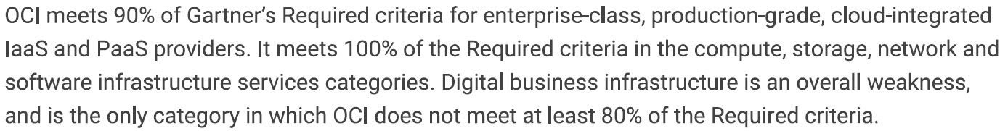 OCI meets 90% of Gartner’s Required criteria for enterprise-class, production-grade, cloud-integrated
IaaS and PaaS providers. It meets 100% of the Required criteria in the compute, storage, network and
software infrastructure services categories. Digital business infrastructure is an overall weakness,
and is the only category in which OCI does not meet at least 80% of the Required criteria.